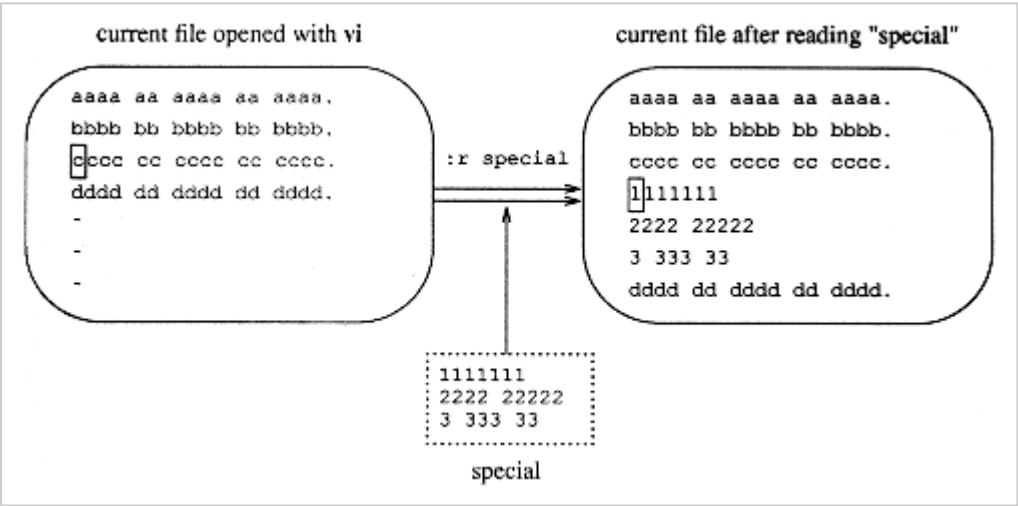 current file opened with vi
aaaa aa aaaa aa aaaa.
bbbb bb bbbb bb bbbb.
cccc cc cccc cc cccc.
dddd dd dddd dd dddd.
-
-
-
:r special
1111111
2222 22222
3 333 33
special
current file after reading "special"
aaaa aa aaaa aa aaaa.
bbbb bb bbbb bb bbbb.
cccc cc cccc cc cccc.
1111111
2222 22222
3 333 33
dddd dd dddd dd dddd.